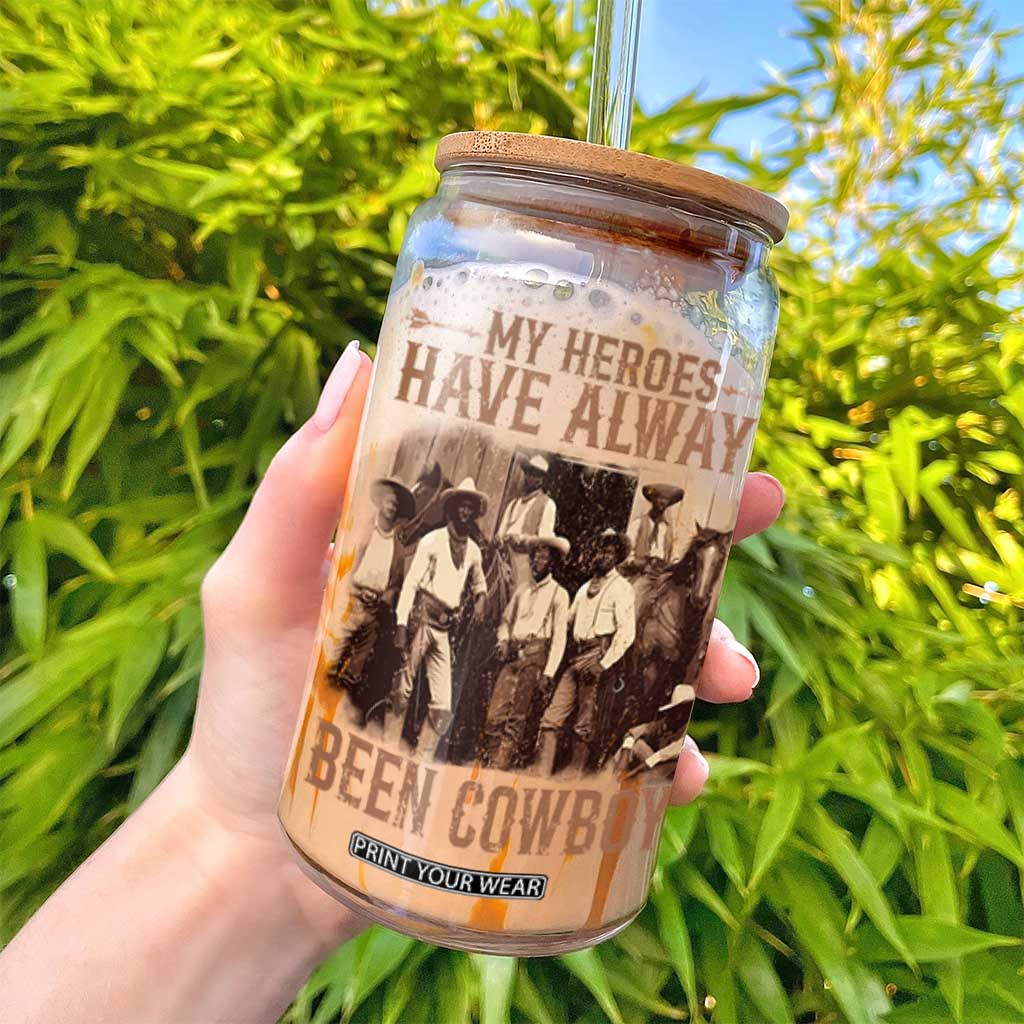 MY HEROES
HAVE ALWAY
BEEN COWBOY
PRINT YOUR WEAR